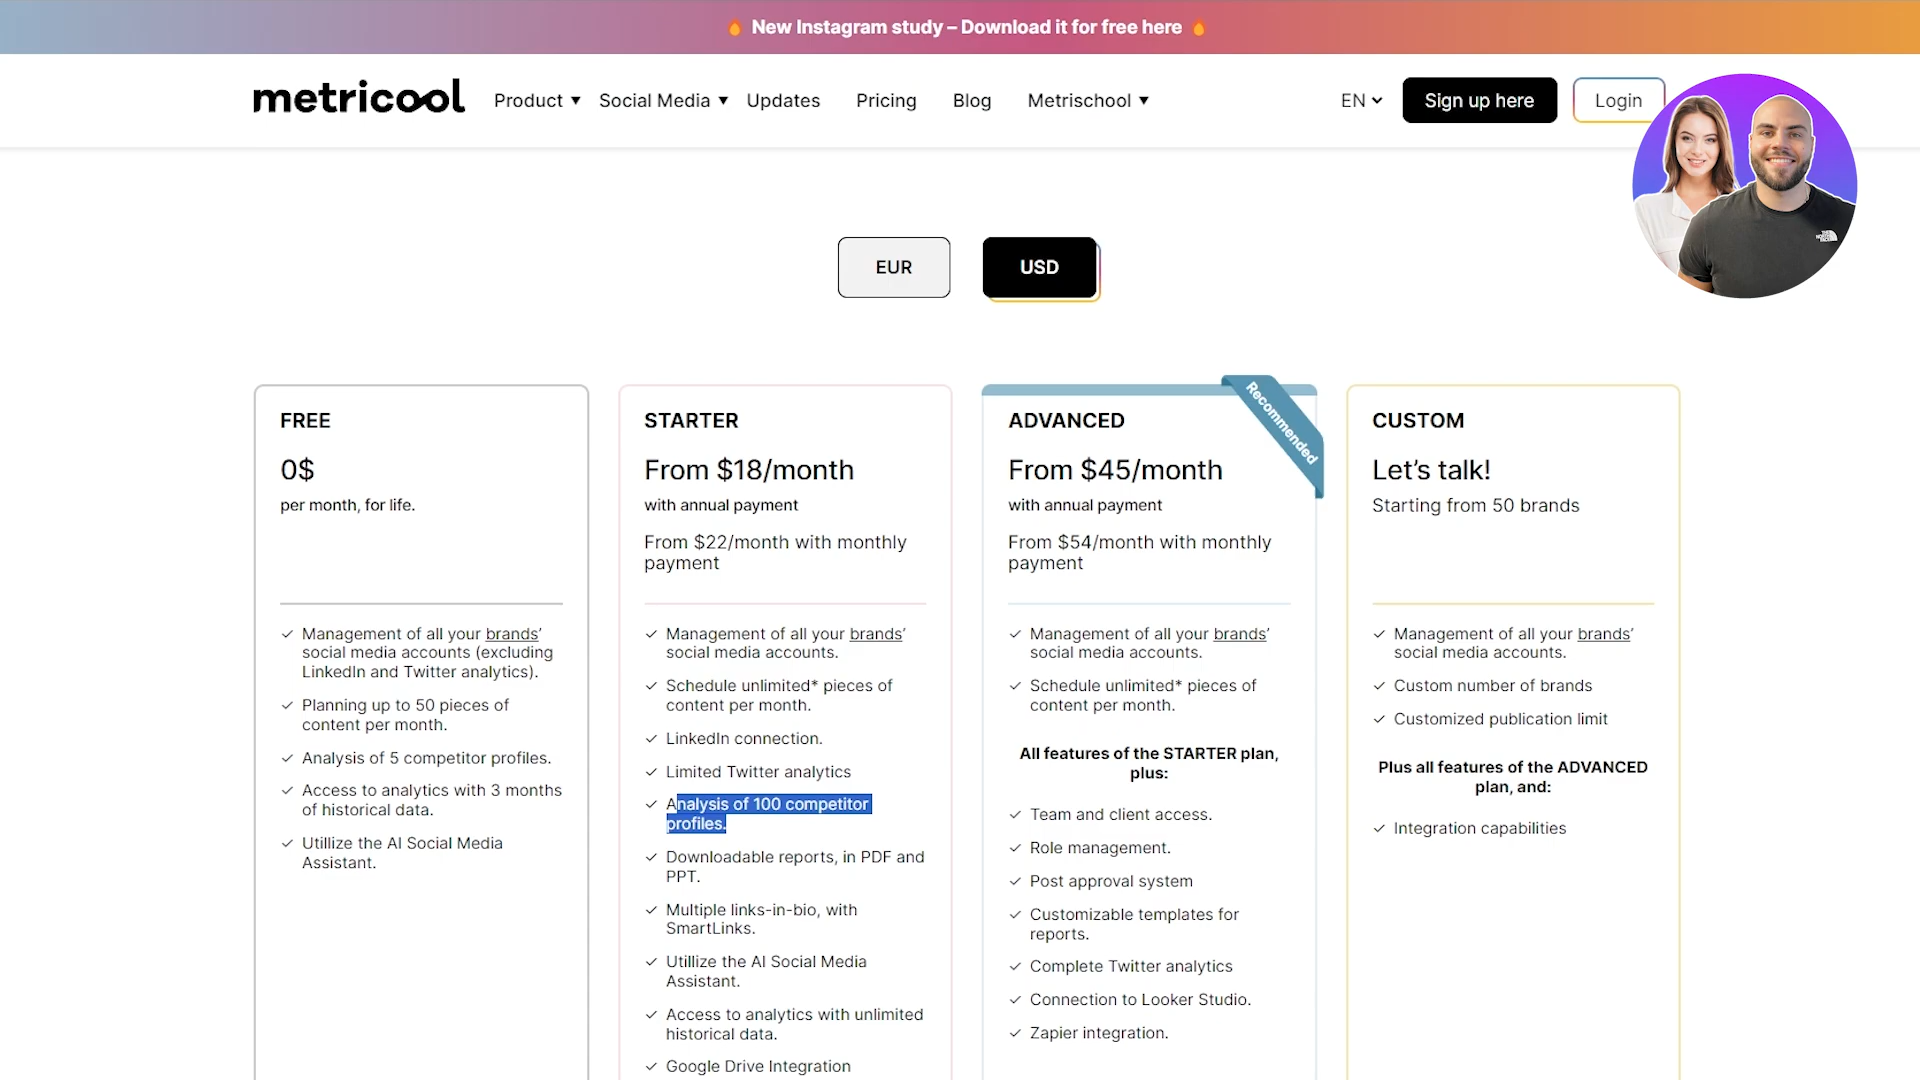 🔥 New Instagram study – Download it for free here 🔥
metricool
Product ▼
Social Media ▼
Updates
Pricing
Blog
Metrischool ▼
EN
Sign up here
Login
THE NORTH FACE
EUR
USD
FREE
0$
per month, for life.
✓ Management of all your brands’
social media accounts (excluding
LinkedIn and Twitter analytics).
✓ Planning up to 50 pieces of
content per month.
✓ Analysis of 5 competitor profiles.
✓ Access to analytics with 3 months
of historical data.
✓ Utillize the AI Social Media
Assistant.
STARTER
From $18/month
with annual payment
From $22/month with monthly
payment
✓ Management of all your brands’
social media accounts.
✓ Schedule unlimited* pieces of
content per month.
✓ LinkedIn connection.
✓ Limited Twitter analytics
✓ Analysis of 100 competitor
profiles.
✓ Downloadable reports, in PDF and
PPT.
✓ Multiple links-in-bio, with
SmartLinks.
✓ Utillize the AI Social Media
Assistant.
✓ Access to analytics with unlimited
historical data.
✓ Google Drive Integration
Recommended
ADVANCED
From $45/month
with annual payment
From $54/month with monthly
payment
✓ Management of all your brands’
social media accounts.
✓ Schedule unlimited* pieces of
content per month.
All features of the STARTER plan,
plus:
✓ Team and client access.
✓ Role management.
✓ Post approval system
✓ Customizable templates for
reports.
✓ Complete Twitter analytics
✓ Connection to Looker Studio.
✓ Zapier integration.
CUSTOM
Let’s talk!
Starting from 50 brands
✓ Management of all your brands’
social media accounts.
✓ Custom number of brands
✓ Customized publication limit
Plus all features of the ADVANCED
plan, and:
✓ Integration capabilities